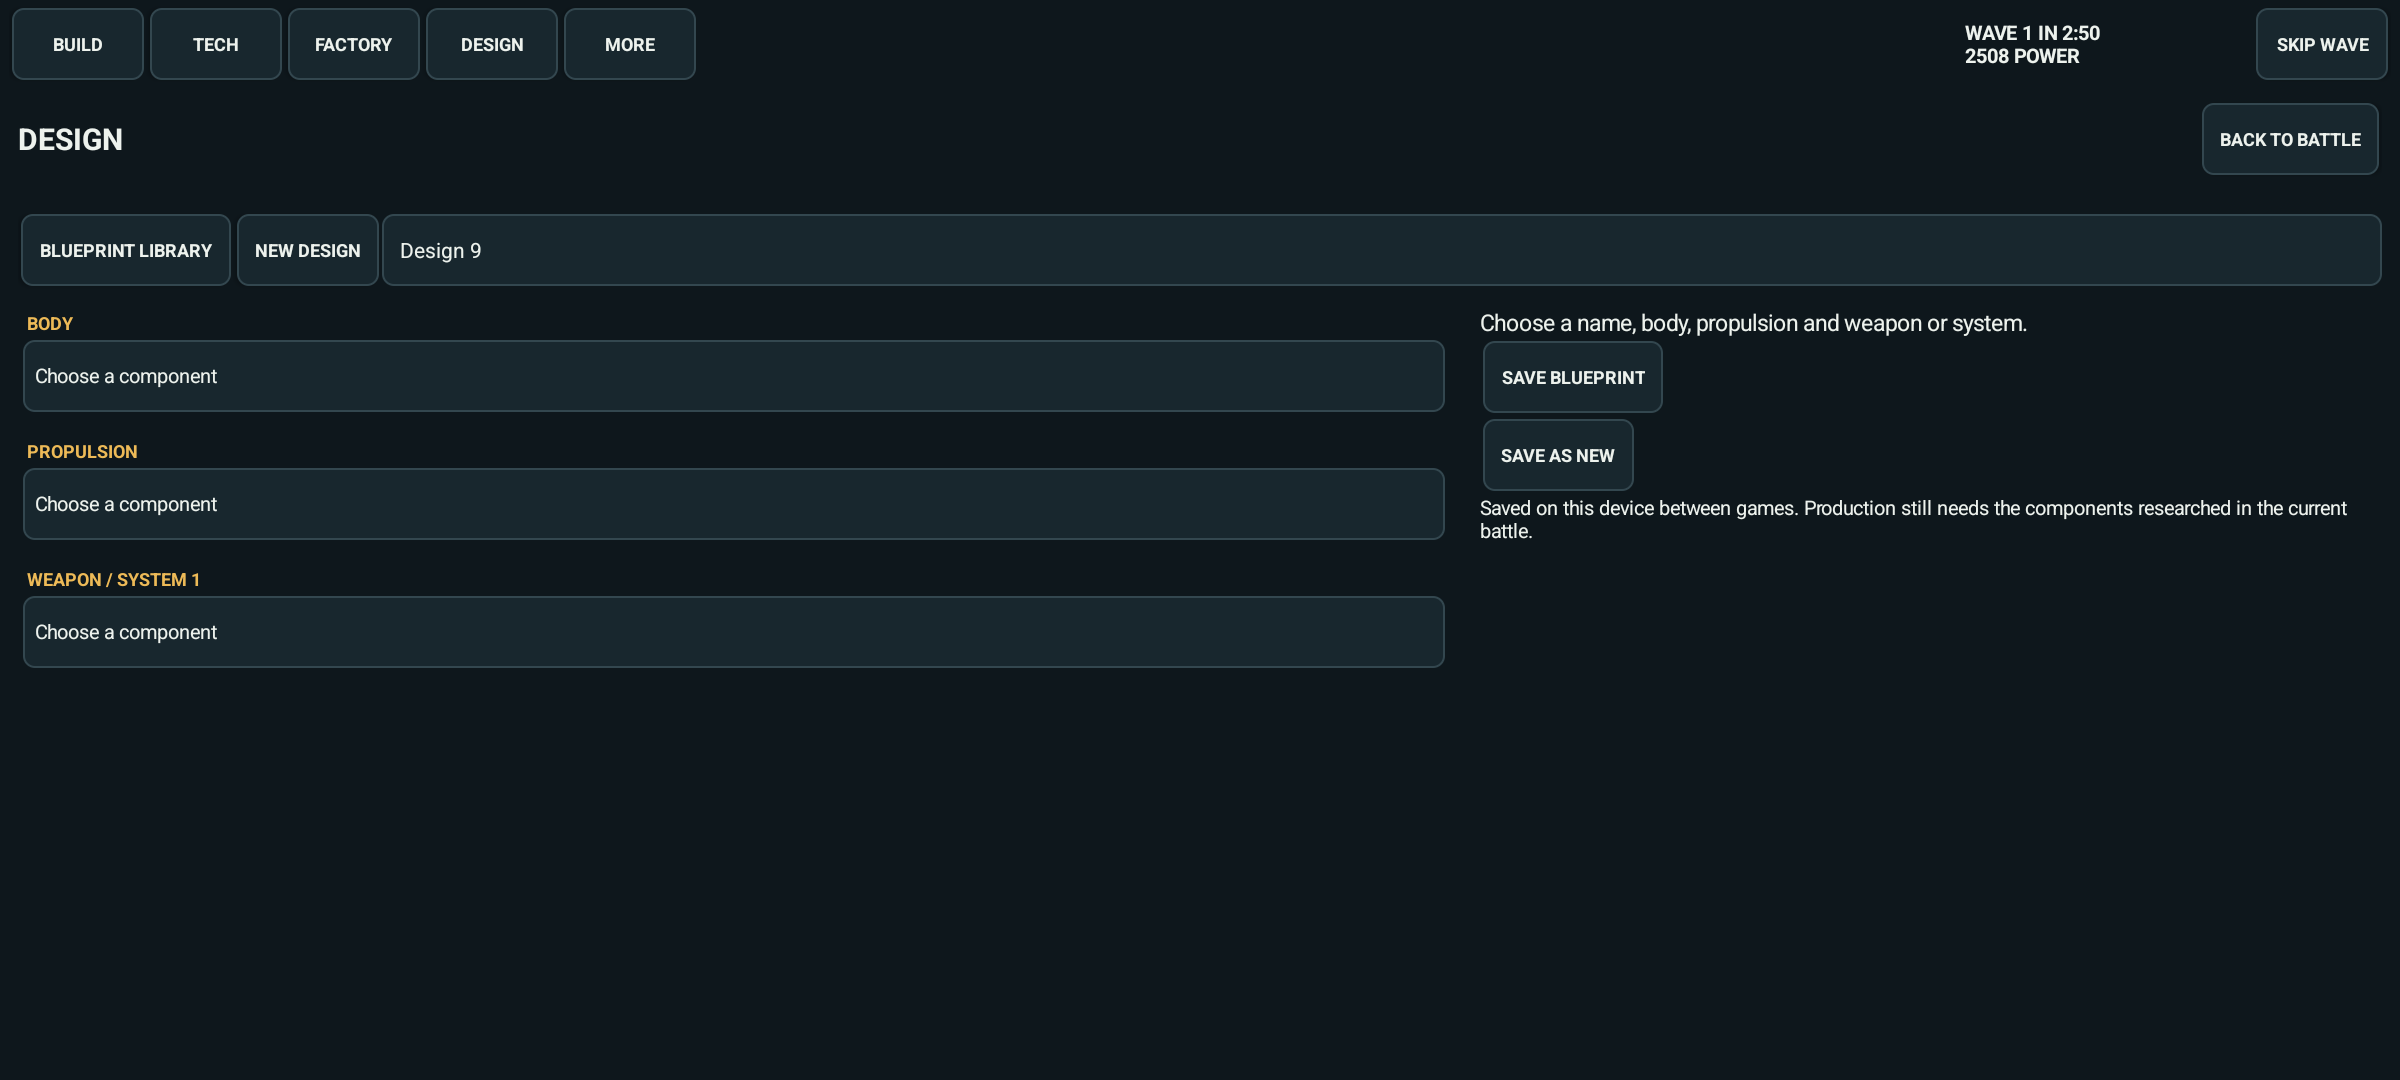 BUILD
TECH
FACTORY
DESIGN
MORE
WAVE 1 IN 2:50
2508 POWER
SKIP WAVE
DESIGN
BACK TO BATTLE
BLUEPRINT LIBRARY
NEW DESIGN
Design 9
BODY
Choose a component
PROPULSION
Choose a component
WEAPON / SYSTEM 1
Choose a component
Choose a name, body, propulsion and weapon or system.
SAVE BLUEPRINT
SAVE AS NEW
Saved on this device between games. Production still needs the components researched in the current
battle.